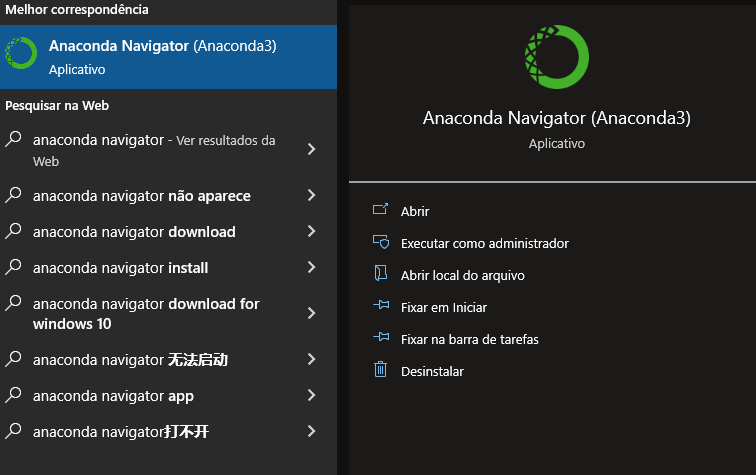 Melhor correspondência
Anaconda Navigator (Anaconda3)
Aplicativo
Pesquisar na Web
anaconda navigator - Ver resultados da
Web
anaconda navigator não aparece
anaconda navigator download
anaconda navigator install
anaconda navigator download for
windows 10
anaconda navigator 无法启动
anaconda navigator app
anaconda navigator打不开
Anaconda Navigator (Anaconda3)
Aplicativo
Abrir
Executar como administrador
Abrir local do arquivo
Fixar em Iniciar
Fixar na barra de tarefas
Desinstalar